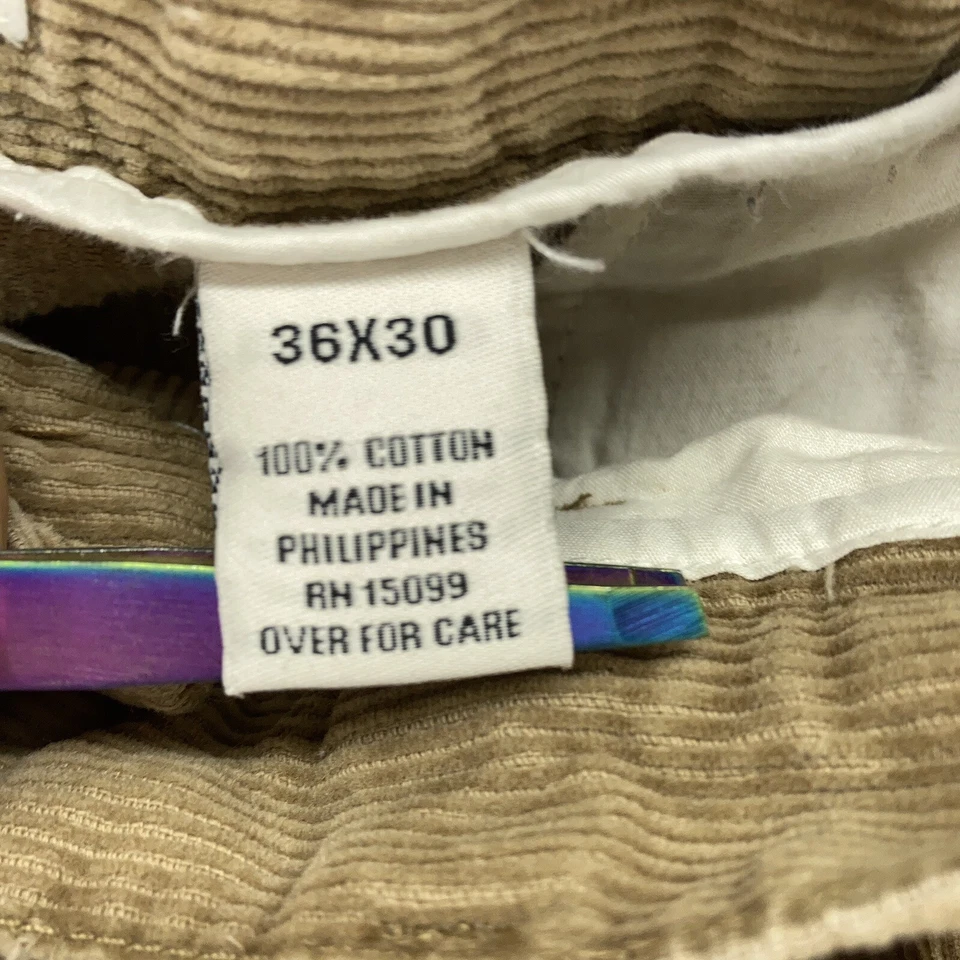 36X30
100% COTTON
MADE IN
PHILIPPINES
RN 15099
OVER FOR CARE